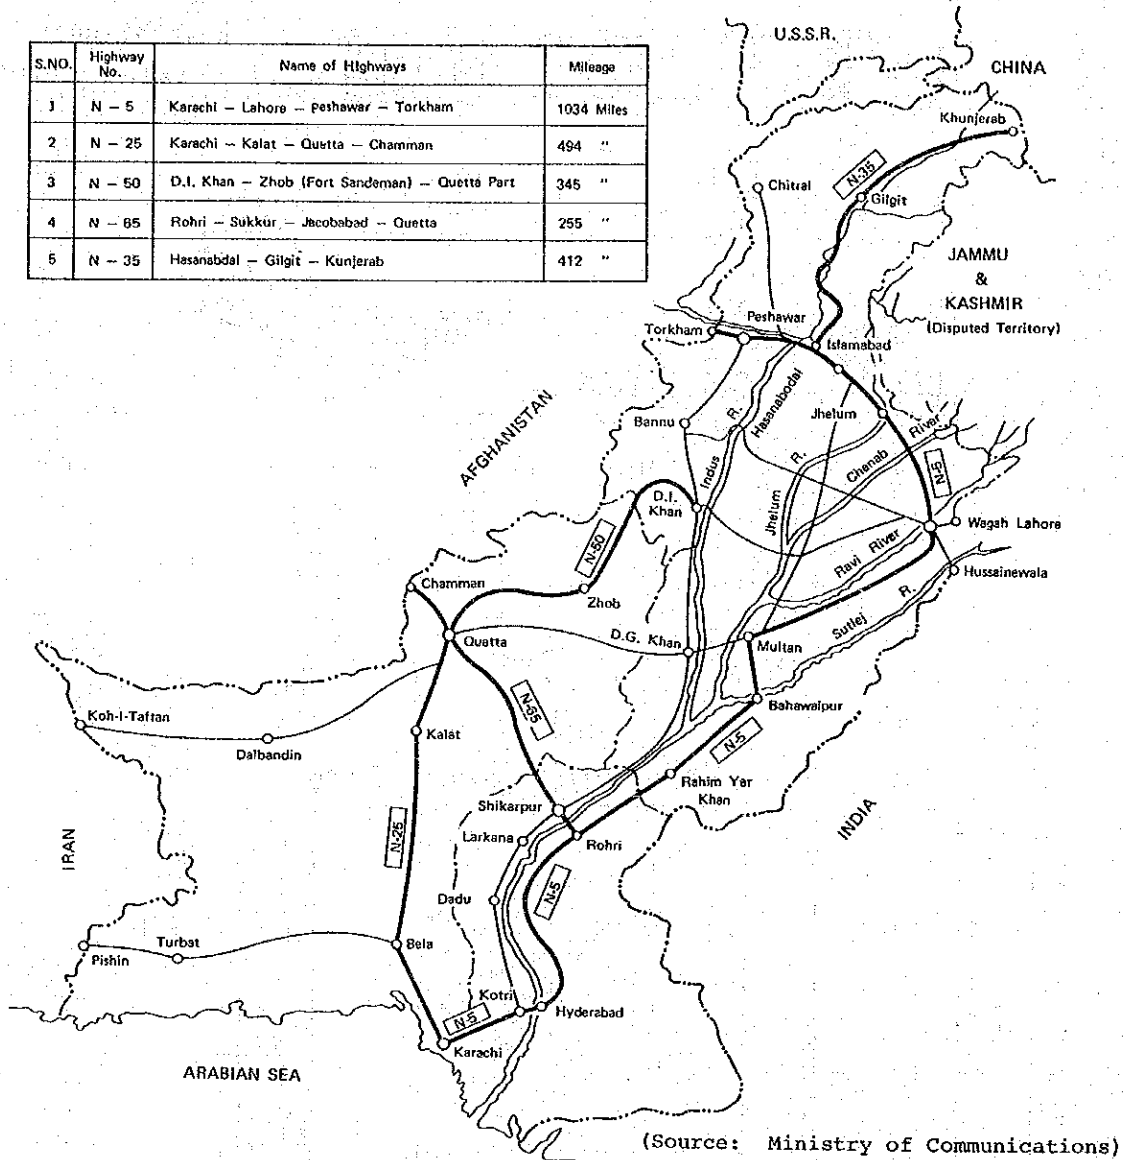 S.NO. Highway No. Name of Highways Mileage
1 N – 5 Karachi – Lahore – Peshawar – Torkham 1034 Miles
2 N – 25 Karachi – Kalat – Quetta – Chamman 494 "
3 N – 50 D.I. Khan – Zhob (Fort Sandeman) – Quetta Part 345 "
4 N – 65 Rohri – Sukkur – Jacobabad – Quetta 255 "
5 N – 35 Hasanabdal – Gilgit – Kunjerab 412 "
U.S.S.R.
CHINA
Khunjerab
N-35
Chitral
Gilgit
JAMMU
&
KASHMIR
(Disputed Territory)
Peshawar
Torkham
Islamabad
Hasanabodal
AFGHANISTAN
Bannu
Jhelum
Indus R.
Jhelum R.
Chenab River
N-5
D.I.
Khan
Wagah Lahore
N-50
Ravi River
Hussainewala
Chamman
Zhob
Sutlej R.
Quatta
D.G. Khan
Multan
N-65
Bahawalpur
Koh-I-Taftan
Dalbandin
Kalat
N-5
Rahim Yar
Khan
Shikarpur
INDIA
IRAN
N-25
Larkana
Rohri
Dadu
N-5
Turbat
Bela
Pishin
Kotri
N-5
Hyderabad
Karachi
ARABIAN SEA
(Source: Ministry of Communications)